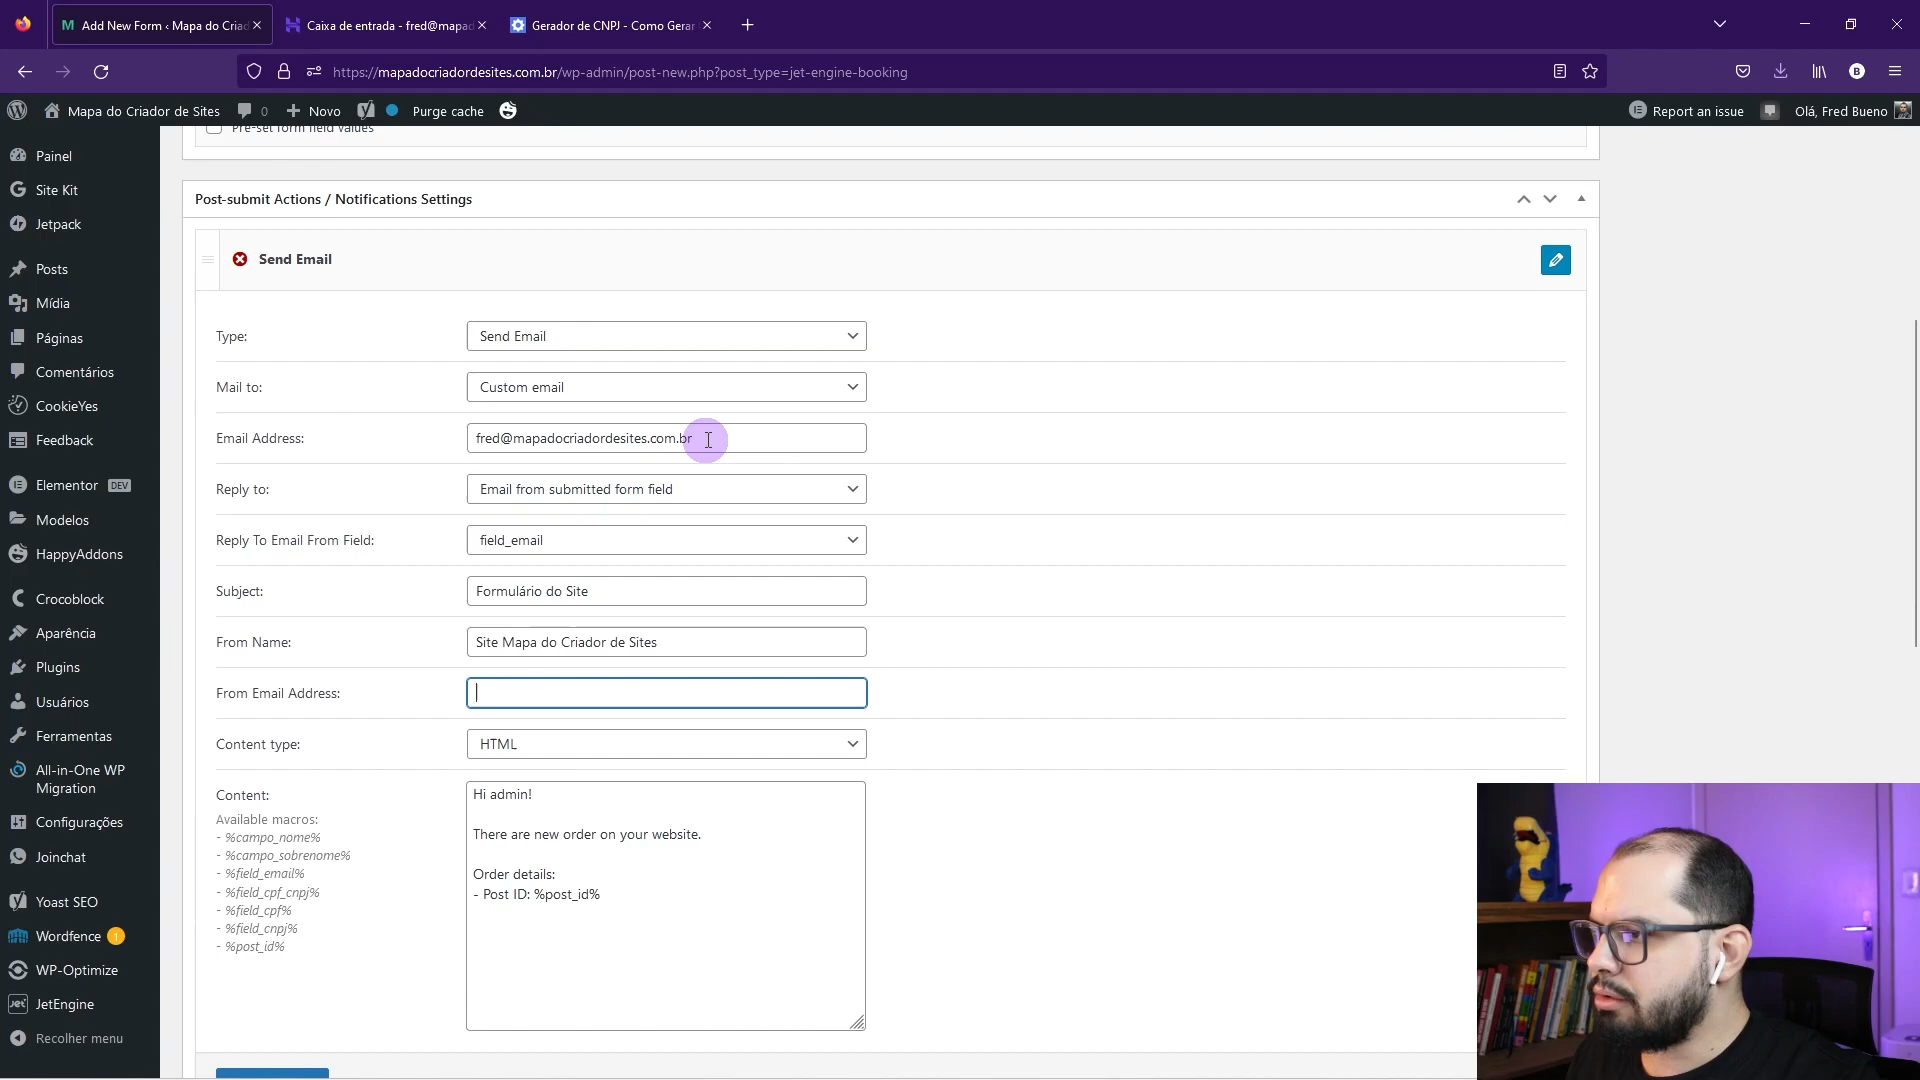 Add New Form ‹ Mapa do Criad
Caixa de entrada - fred@mapad
Gerador de CNPJ - Como Gerar
https://mapadocriadordesites.com.br/wp-admin/post-new.php?post_type=jet-engine-booking
B
Mapa do Criador de Sites
0
Novo
Purge cache
Report an issue
Olá, Fred Bueno
Painel
Site Kit
Jetpack
Posts
Mídia
Páginas
Comentários
CookieYes
Feedback
Elementor DEV
Modelos
HappyAddons
Crocoblock
Aparência
Plugins
Usuários
Ferramentas
All-in-One WP
Migration
Configurações
Joinchat
Yoast SEO
Wordfence 1
WP-Optimize
JetEngine
Recolher menu
Pre-set form field values
Post-submit Actions / Notifications Settings
Send Email
Type:
Send Email
Mail to:
Custom email
Email Address:
fred@mapadocriadordesites.com.br
Reply to:
Email from submitted form field
Reply To Email From Field:
field_email
Subject:
Formulário do Site
From Name:
Site Mapa do Criador de Sites
From Email Address:
Content type:
HTML
Content:
Available macros:
- %campo_nome%
- %campo_sobrenome%
- %field_email%
- %field_cpf_cnpj%
- %field_cpf%
- %field_cnpj%
- %post_id%
Hi admin!
There are new order on your website.
Order details:
- Post ID: %post_id%